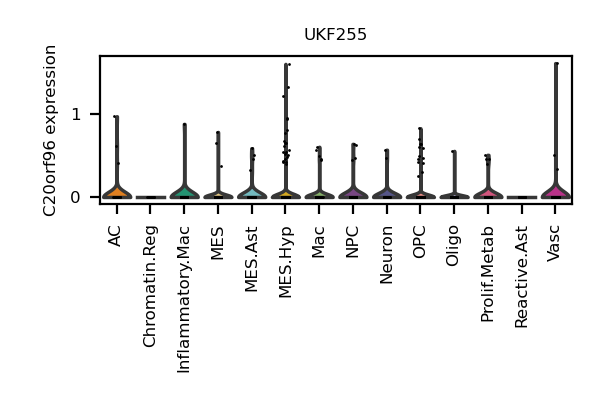 UKF255
C20orf96 expression
1
0
AC
Chromatin.Reg
Inflammatory.Mac
MES
MES.Ast
MES.Hyp
Mac
NPC
Neuron
OPC
Oligo
Prolif.Metab
Reactive.Ast
Vasc